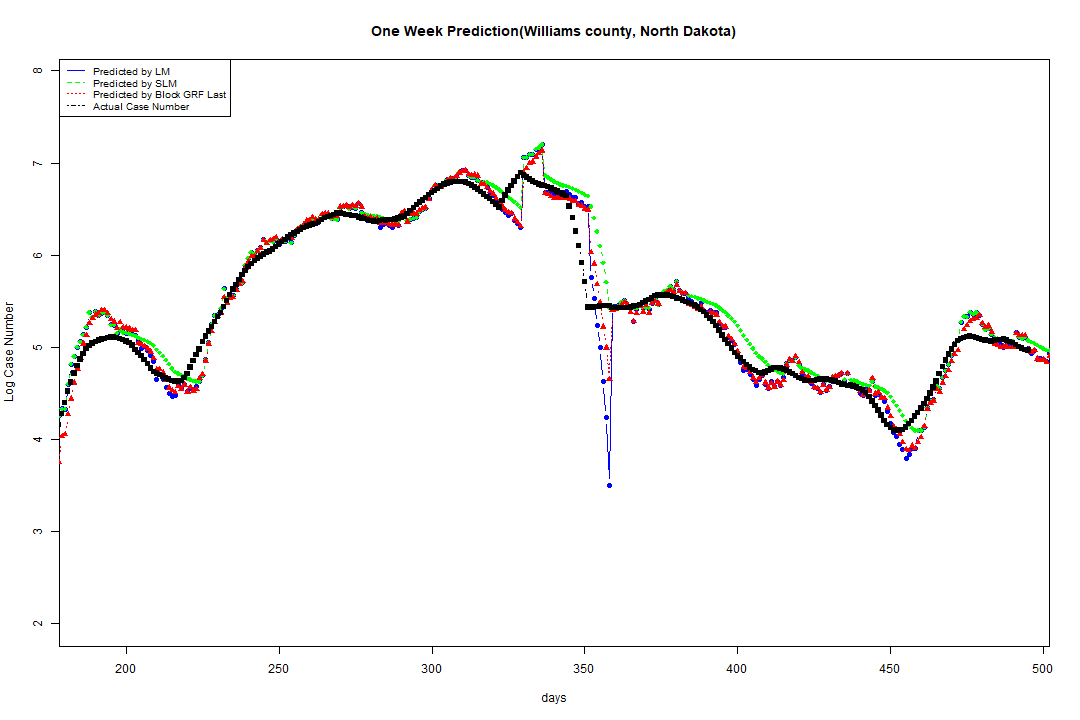 One Week Prediction(Williams county, North Dakota)
Predicted by LM
Predicted by SLM
Predicted by Block GRF Last
Actual Case Number
8
7
6
5
4
3
2
Log Case Number
200 250 300 350 400 450 500
days